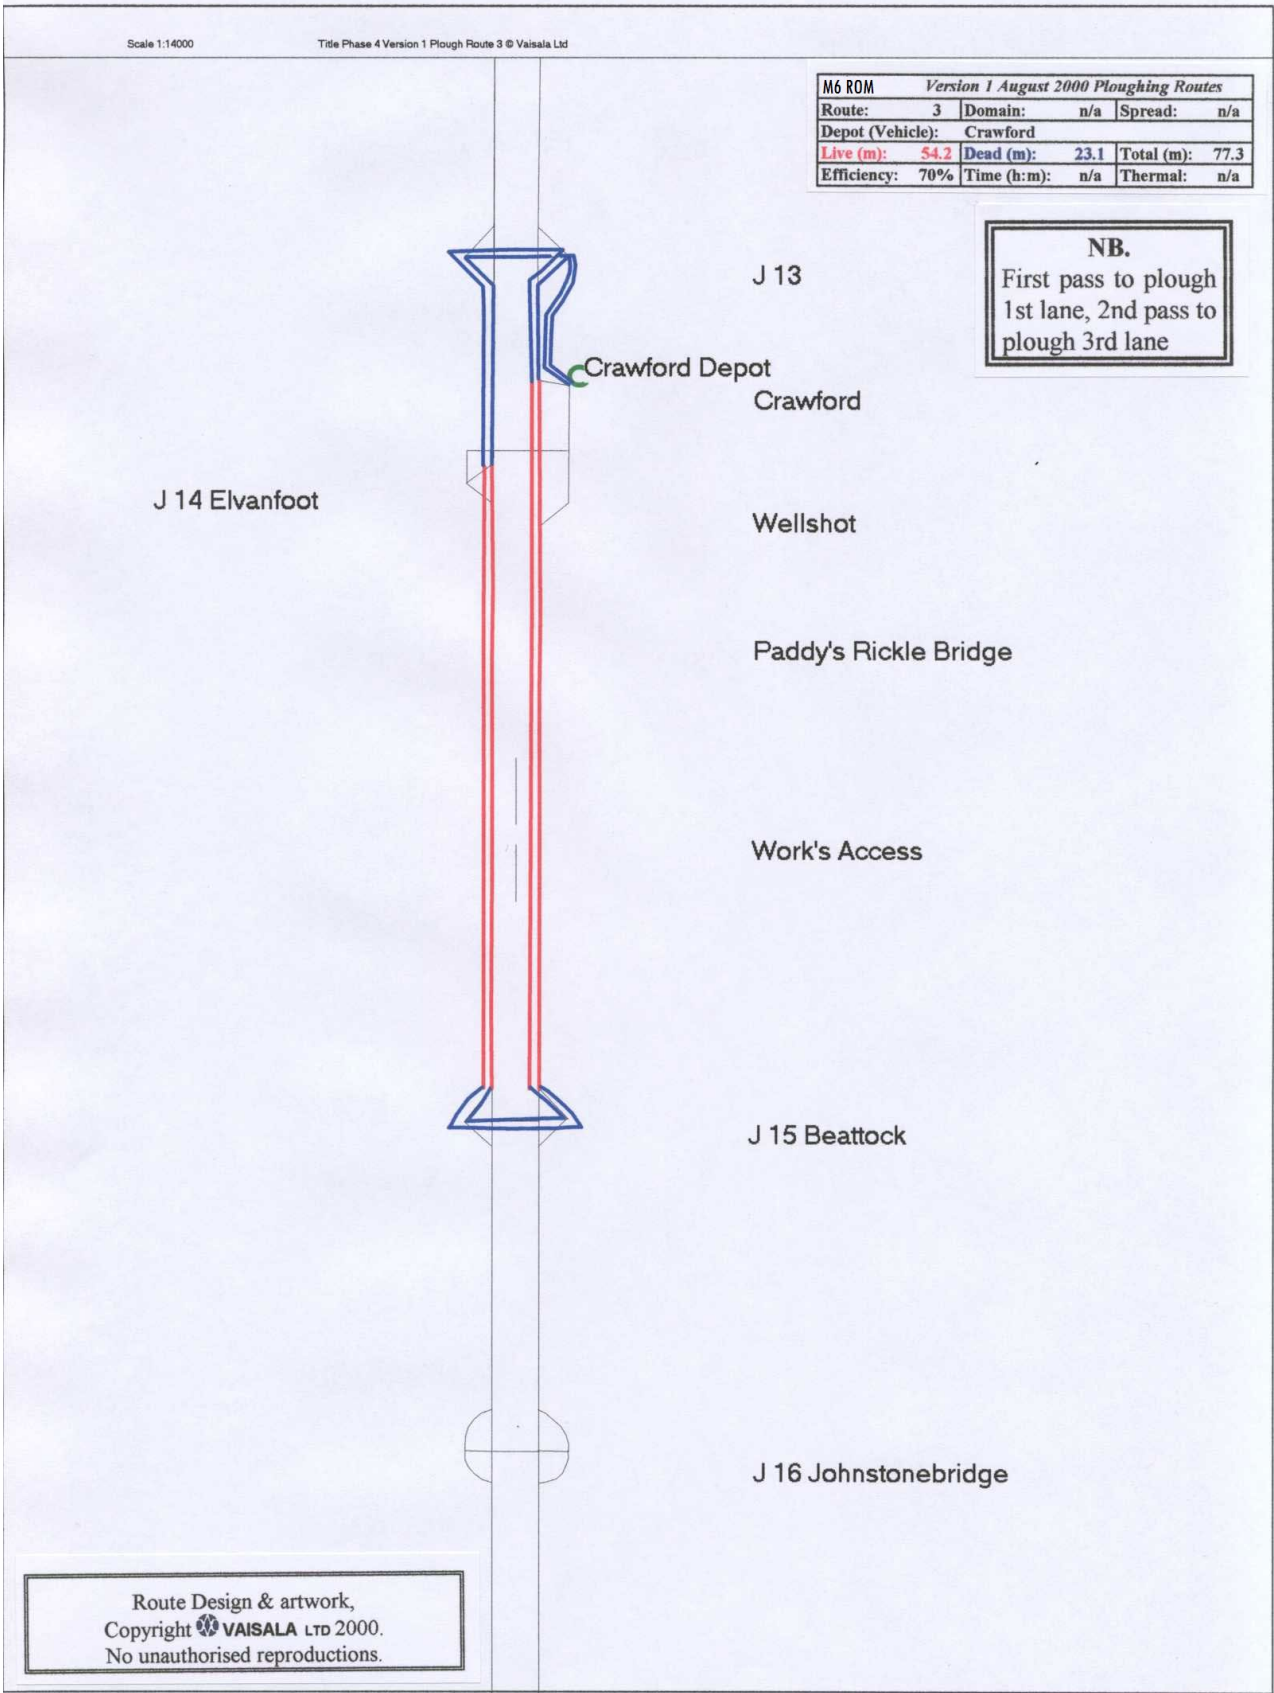 Scale 1:14000 Title Phase 4 Version 1 Plough Route 3 © Vaisala Ltd
M6 ROM Version 1 August 2000 Ploughing Routes
Route: 3 Domain: n/a Spread: n/a
Depot (Vehicle): Crawford
Live (m): 54.2 Dead (m): 23.1 Total (m): 77.3
Efficiency: 70% Time (h:m): n/a Thermal: n/a
NB.
First pass to plough
1st lane, 2nd pass to
plough 3rd lane
J 13
Crawford Depot
Crawford
J 14 Elvanfoot
Wellshot
Paddy's Rickle Bridge
Work's Access
J 15 Beattock
J 16 Johnstonebridge
Route Design & artwork,
Copyright VAISALA LTD 2000.
No unauthorised reproductions.